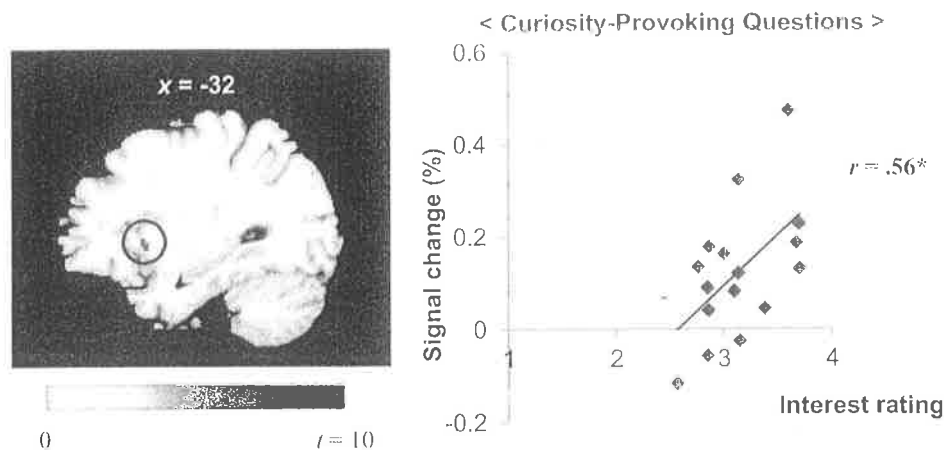 < Curiosity-Provoking Questions >
x = -32
0
t = 10
Signal change (%)
0.6
0.4
0.2
0
-0.2
1
2
3
4
r = .56*
Interest rating